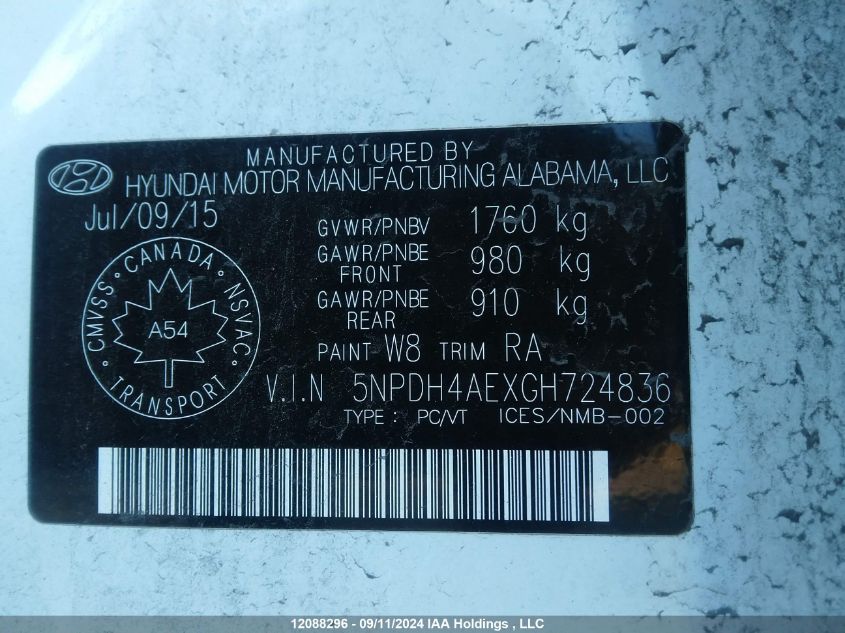 MANUFACTURED BY
HYUNDAI MOTOR MANUFACTURING ALABAMA, LLC
Jul/09/15
GVWR/PNBV 1760 kg
GAWR/PNBE FRONT 980 kg
GAWR/PNBE REAR 910 kg
PAINT W8 TRIM RA
V.I.N 5NPDH4AEXGH724836
TYPE : PC/VT ICES/NMB-002
CMVSS · CANADA · NSVAC
A54
· TRANSPORT ·
12088296 - 09/11/2024 IAA Holdings , LLC